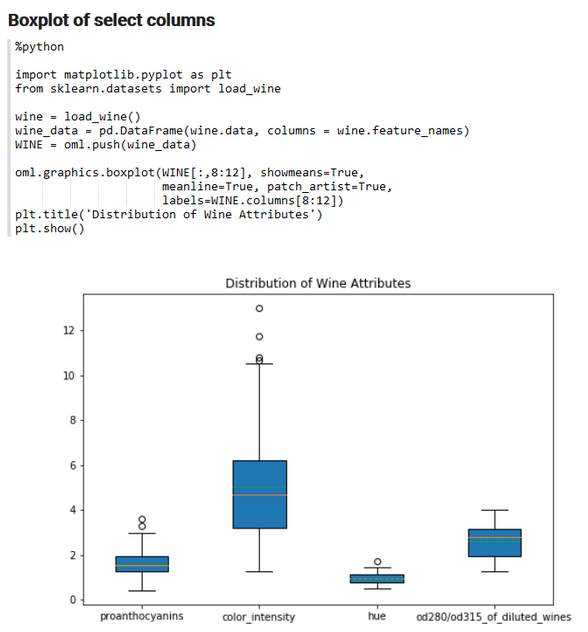 Boxplot of select columns
%python
import matplotlib.pyplot as plt
from sklearn.datasets import load_wine
wine = load_wine()
wine_data = pd.DataFrame(wine.data, columns = wine.feature_names)
WINE = oml.push(wine_data)
oml.graphics.boxplot(WINE[:,8:12], showmeans=True,
meanline=True, patch_artist=True,
labels=WINE.columns[8:12])
plt.title('Distribution of Wine Attributes')
plt.show()
Distribution of Wine Attributes
12
10
8
6
4
2
0
proanthocyanins color_intensity hue od280/od315_of_diluted_wines